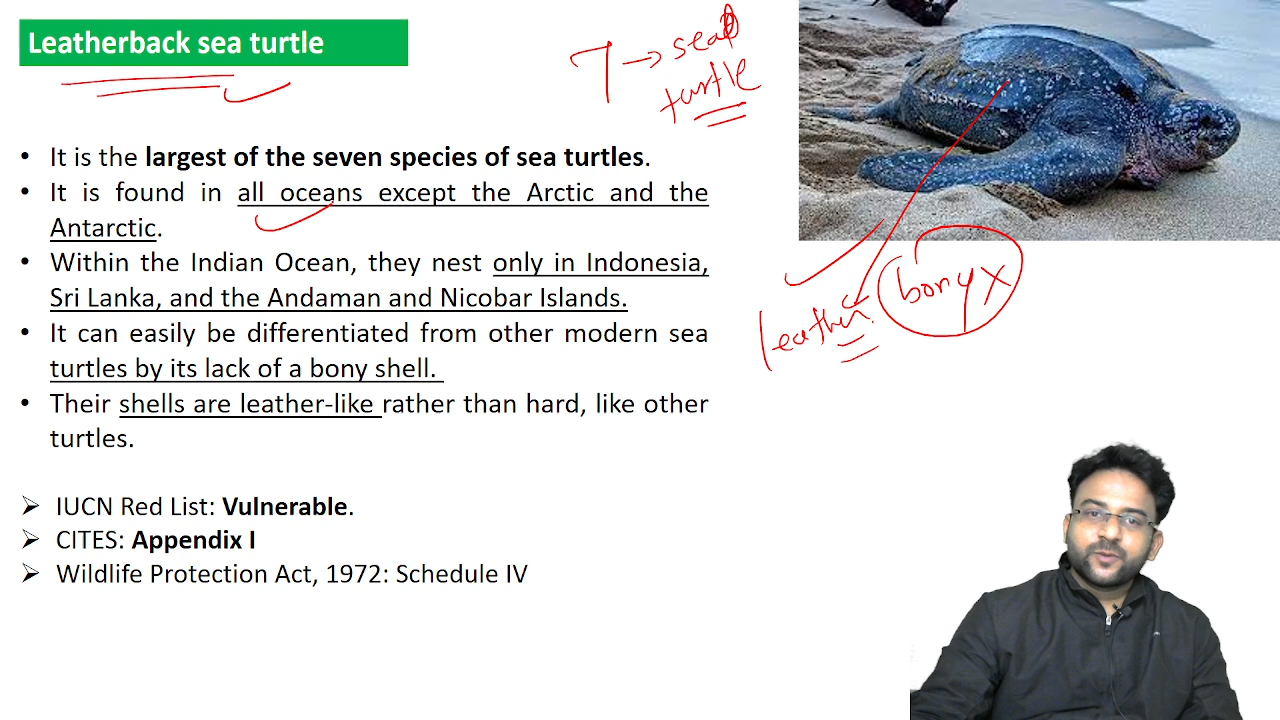 Leatherback sea turtle
7 → sea
turtle
• It is the largest of the seven species of sea turtles.
• It is found in all oceans except the Arctic and the
Antarctic.
• Within the Indian Ocean, they nest only in Indonesia,
Sri Lanka, and the Andaman and Nicobar Islands.
• It can easily be differentiated from other modern sea
turtles by its lack of a bony shell.
• Their shells are leather-like rather than hard, like other
turtles.
leather
bony x
➢ IUCN Red List: Vulnerable.
➢ CITES: Appendix I
➢ Wildlife Protection Act, 1972: Schedule IV